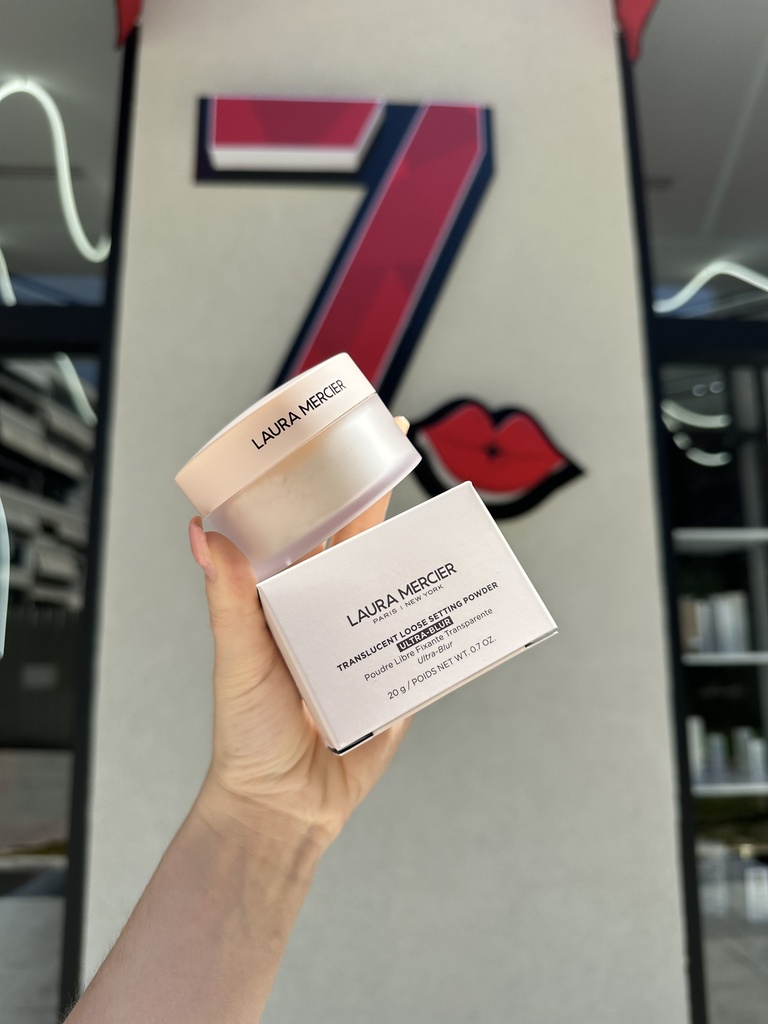 7
LAURA MERCIER
LAURA MERCIER
PARIS | NEW YORK
TRANSLUCENT LOOSE SETTING POWDER
ULTRA-BLUR
Poudre Libre Fixante Transparente
Ultra-Blur
20 g / POIDS NET WT. 0.7 OZ.